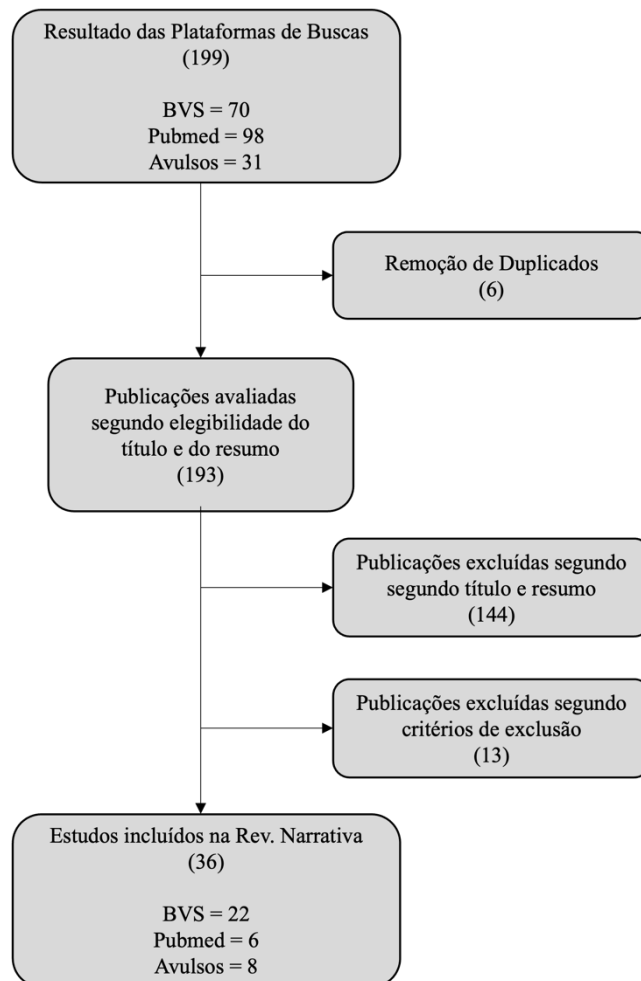 Resultado das Plataformas de Buscas
(199)
BVS = 70
Pubmed = 98
Avulsos = 31
Remoção de Duplicados
(6)
Publicações avaliadas
segundo elegibilidade do
título e do resumo
(193)
Publicações excluídas segundo
segundo título e resumo
(144)
Publicações excluídas segundo
critérios de exclusão
(13)
Estudos incluídos na Rev. Narrativa
(36)
BVS = 22
Pubmed = 6
Avulsos = 8